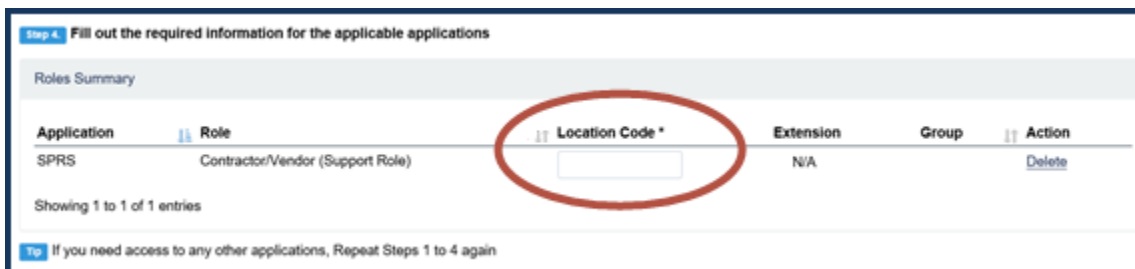 Step 4. Fill out the required information for the applicable applications
Roles Summary
Application Role Location Code * Extension Group Action
SPRS Contractor/Vendor (Support Role) N/A Delete
Showing 1 to 1 of 1 entries
Tip If you need access to any other applications, Repeat Steps 1 to 4 again